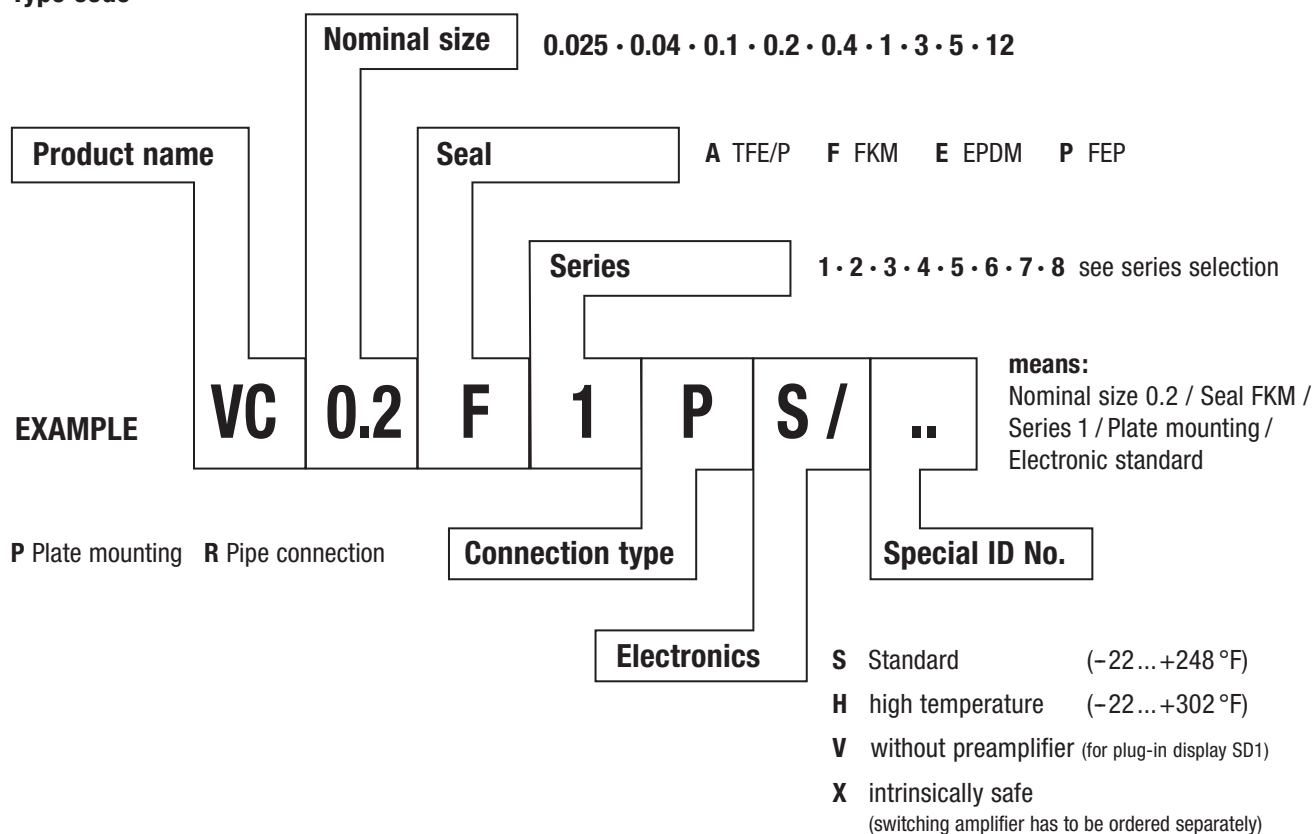 Nominal size 0.025 · 0.04 · 0.1 · 0.2 · 0.4 · 1 · 3 · 5 · 12
Product name Seal A TFE/P F FKM E EPDM P FEP
Series 1 · 2 · 3 · 4 · 5 · 6 · 7 · 8 see series selection
EXAMPLE VC 0.2 F 1 P S / ..
means:
Nominal size 0.2 / Seal FKM /
Series 1 / Plate mounting /
Electronic standard
P Plate mounting R Pipe connection Connection type Special ID No.
Electronics S Standard (–22 ... +248 °F)
H high temperature (–22 ... +302 °F)
V without preamplifier (for plug-in display SD1)
X intrinsically safe
(switching amplifier has to be ordered separately)